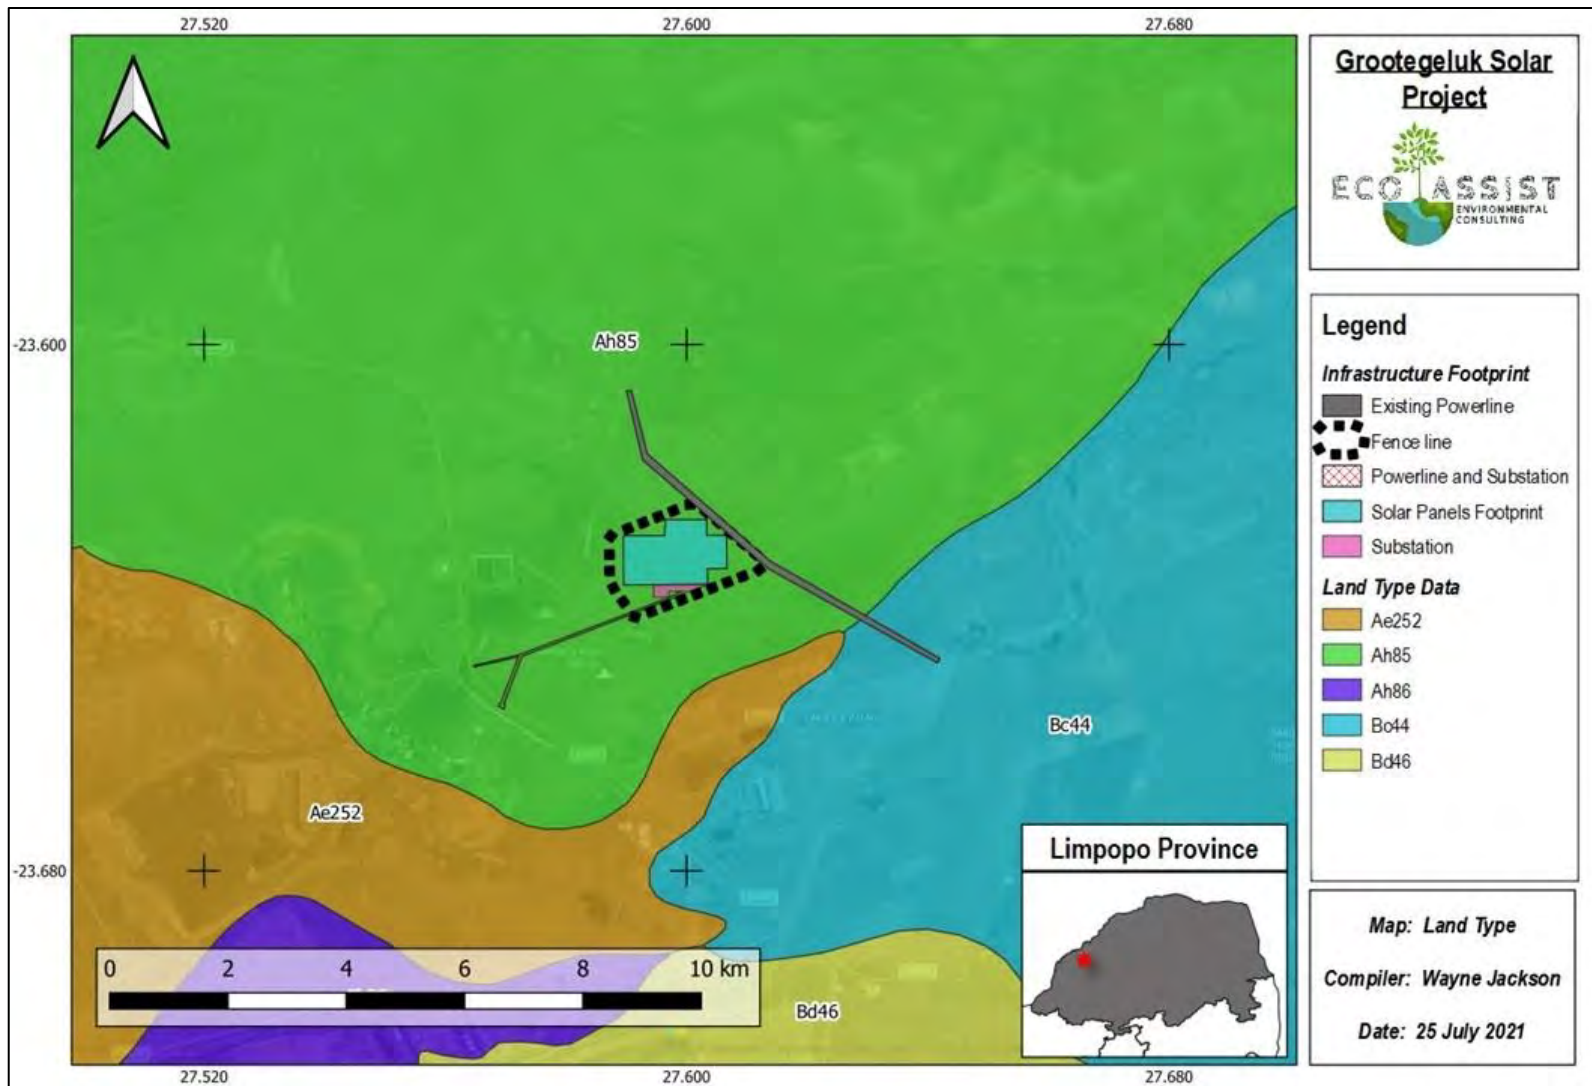 27.520 27.600 27.680
Grootegeluk Solar
Project
ECO ASSIST
ENVIRONMENTAL
CONSULTING
-23.600
Ah85
Legend
Infrastructure Footprint
Existing Powerline
Fence line
Powerline and Substation
Solar Panels Footprint
Substation
Land Type Data
Ae252
Ah85
Ah86
Bc44
Bd46
Bc44
Ae252
-23.680
Limpopo Province
0 2 4 6 8 10 km
Bd46
Map: Land Type
Compiler: Wayne Jackson
Date: 25 July 2021
27.520 27.600 27.680